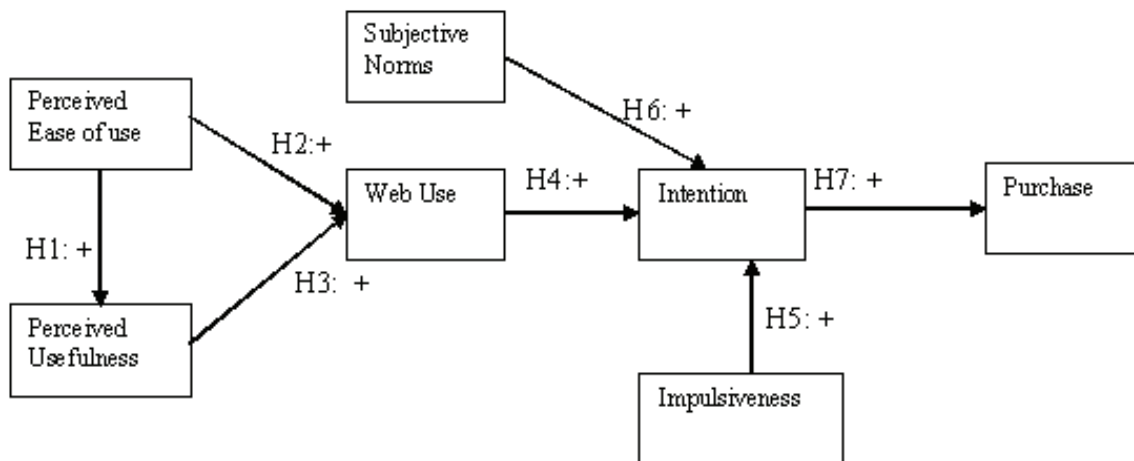 Subjective
Norms
Perceived
Ease of use
H6: +
H2:+
Web Use
H4:+
Intention
H7: +
Purchase
H1: +
H3: +
Perceived
Usefulness
H5: +
Impulsiveness